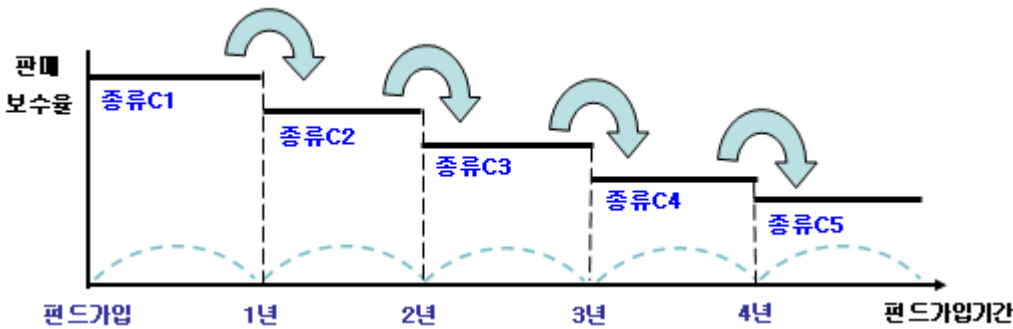 판매
보수율
종류C1
종류C2
종류C3
종류C4
종류C5
펀드가입
1년
2년
3년
4년
펀드가입기간